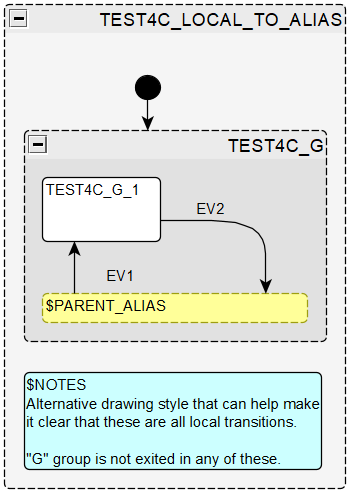 TEST4C_LOCAL_TO_ALIAS
TEST4C_G
TEST4C_G_1
EV2
EV1
$PARENT_ALIAS
$NOTES
Alternative drawing style that can help make
it clear that these are all local transitions.
"G" group is not exited in any of these.